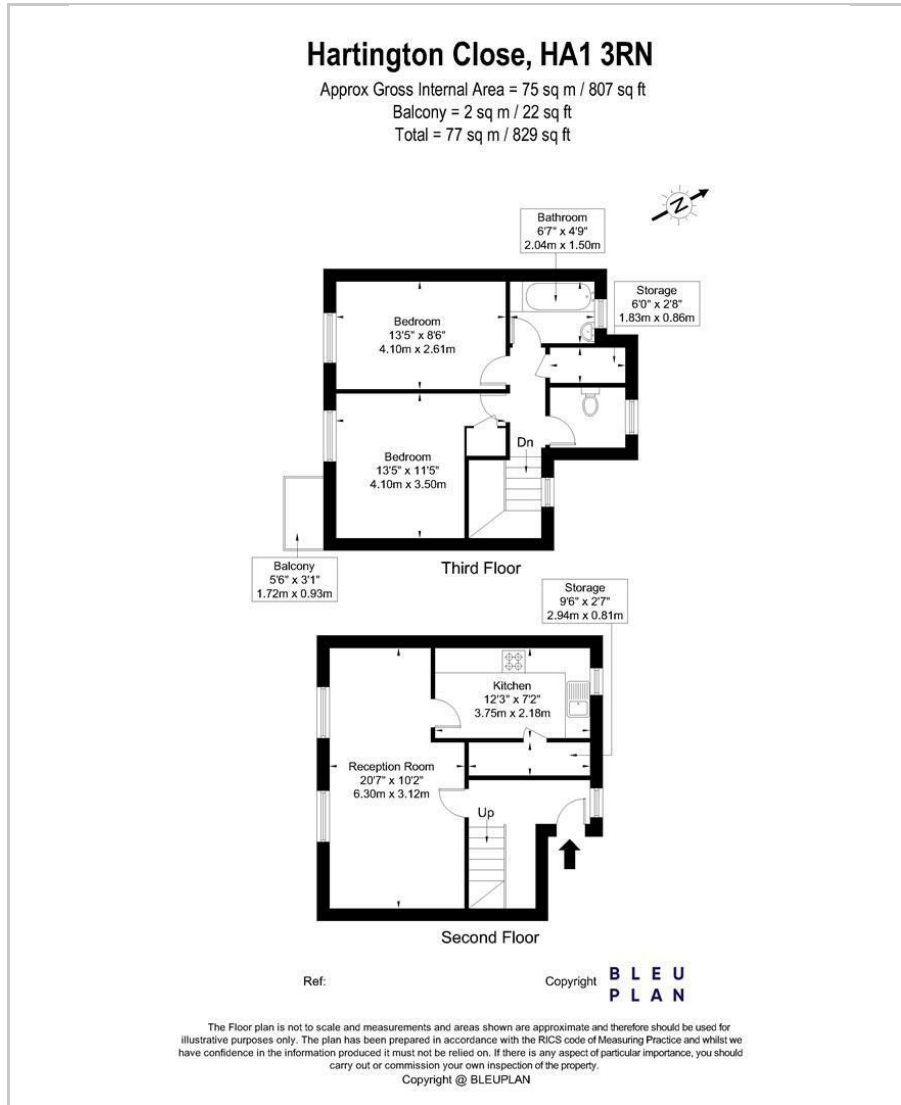 Hartington Close, HA1 3RN
Approx Gross Internal Area = 75 sq m / 807 sq ft
Balcony = 2 sq m / 22 sq ft
Total = 77 sq m / 829 sq ft
N
Bathroom
6'7" x 4'9"
2.04m x 1.50m
Storage
6'0" x 2'8"
1.83m x 0.86m
Bedroom
13'5" x 8'6"
4.10m x 2.61m
Bedroom
13'5" x 11'5"
4.10m x 3.50m
Dn
Balcony
5'6" x 3'1"
1.72m x 0.93m
Third Floor
Storage
9'6" x 2'7"
2.94m x 0.81m
Kitchen
12'3" x 7'2"
3.75m x 2.18m
Reception Room
20'7" x 10'2"
6.30m x 3.12m
Up
Second Floor
Ref:
Copyright
BLEU
PLAN
The Floor plan is not to scale and measurements and areas shown are approximate and therefore should be used for
illustrative purposes only. The plan has been prepared in accordance with the RICS code of Measuring Practice and whilst we
have confidence in the information produced it must not be relied on. If there is any aspect of particular importance, you should
carry out or commission your own inspection of the property.
Copyright @ BLEUPLAN